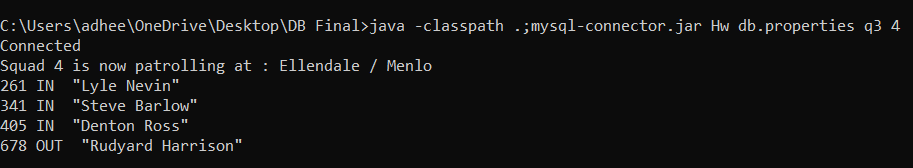 C:\Users\adhee\OneDrive\Desktop\DB Final>java -classpath .;mysql-connector.jar Hw db.properties q3 4
Connected
Squad 4 is now patrolling at : Ellendale / Menlo
261 IN  "Lyle Nevin"
341 IN  "Steve Barlow"
405 IN  "Denton Ross"
678 OUT  "Rudyard Harrison"